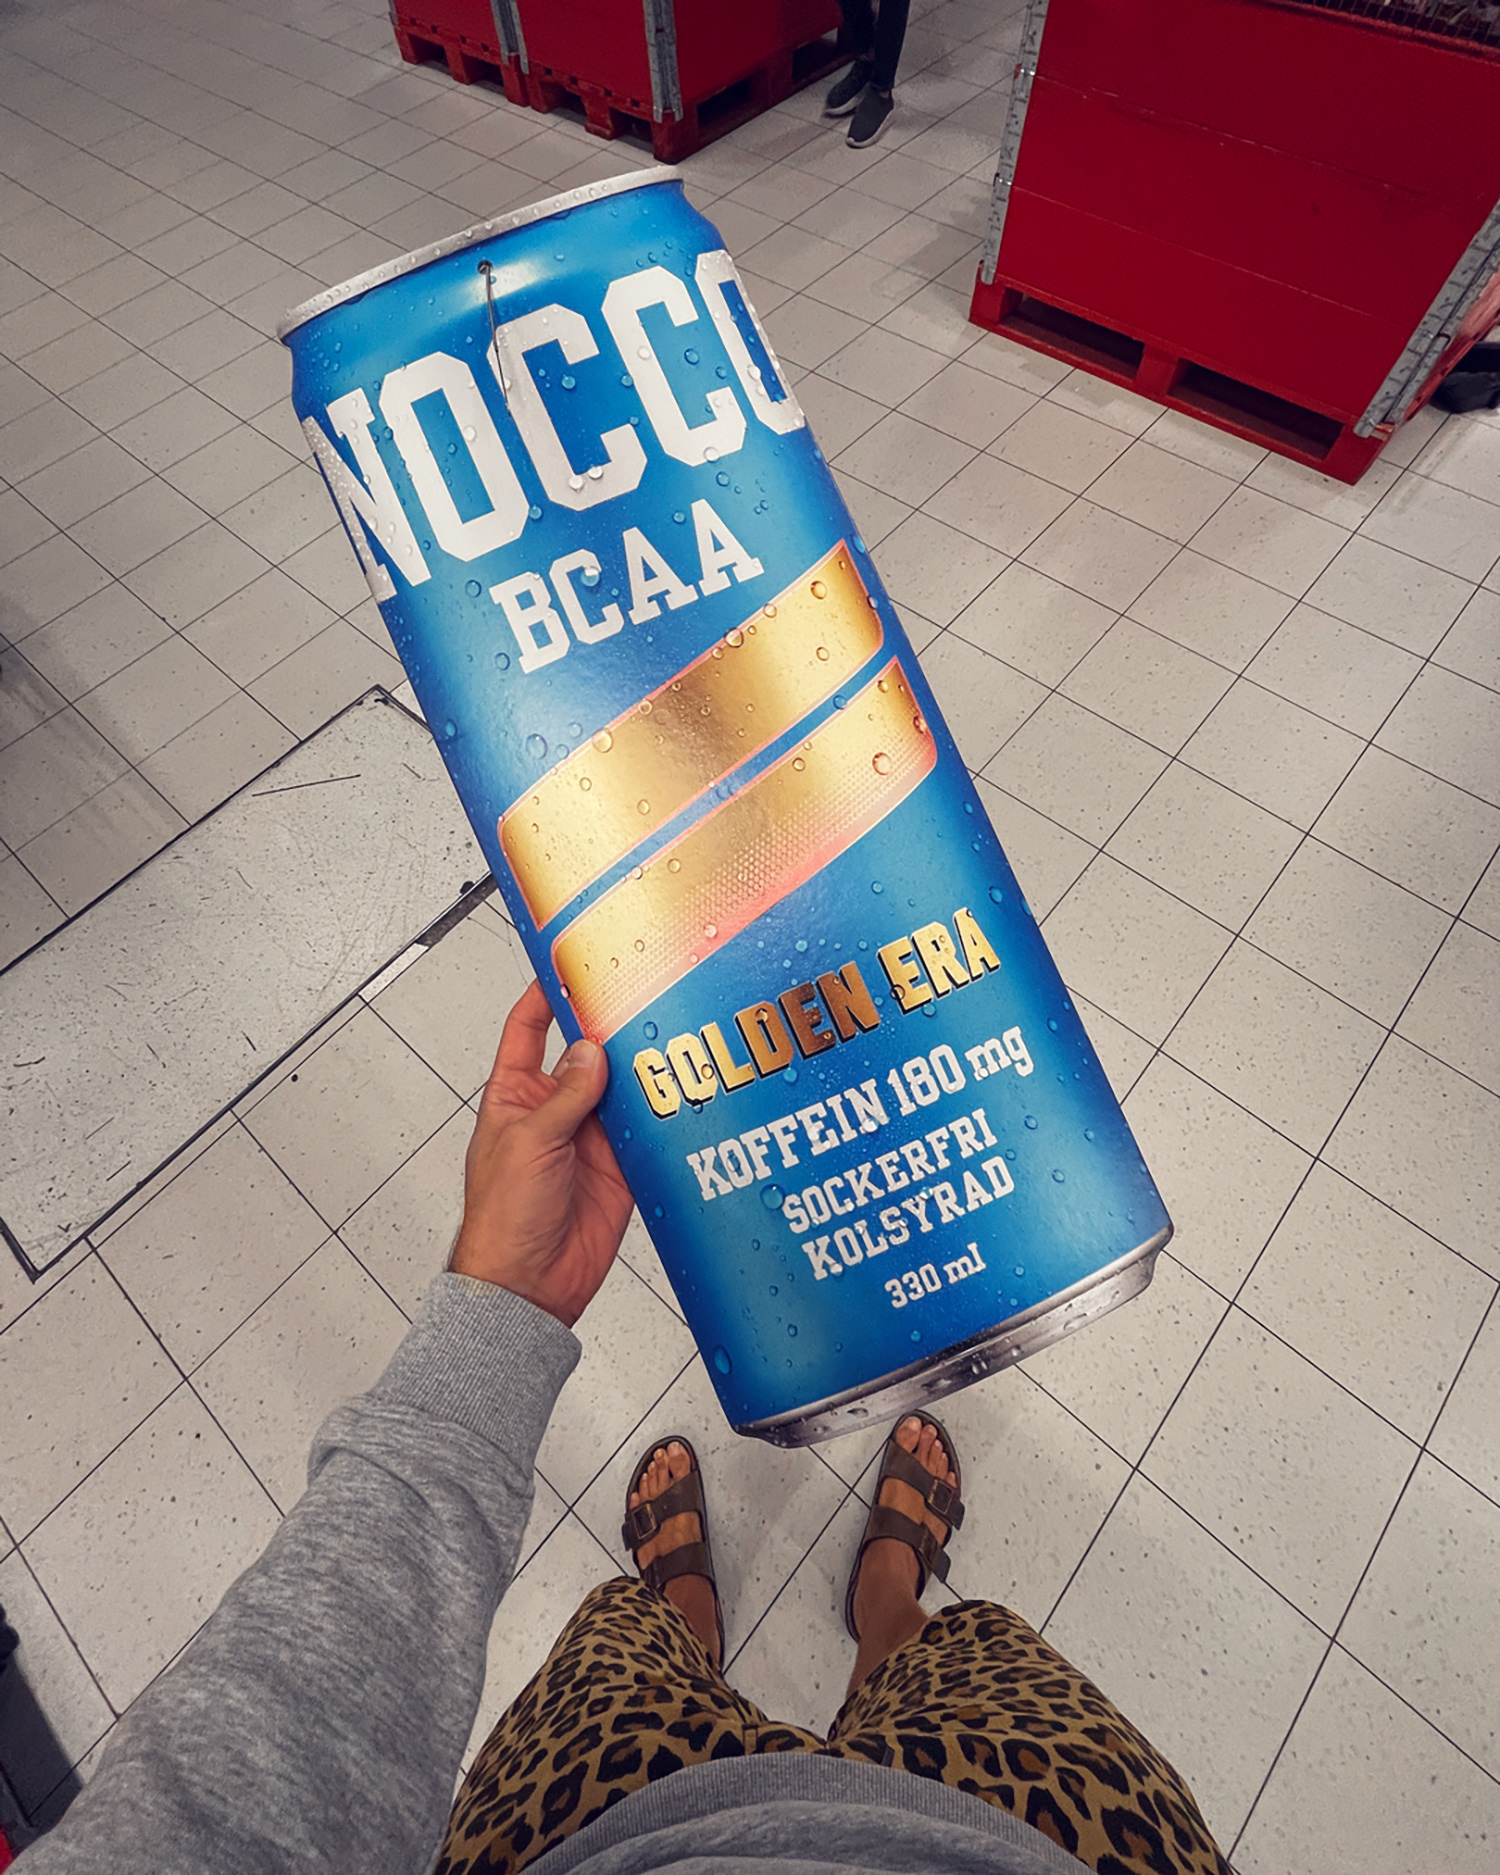 NOCCO
BCAA
GOLDEN ERA
KOFFEIN 180 mg
SOCKERFRI
KOLSYRAD
330 ml